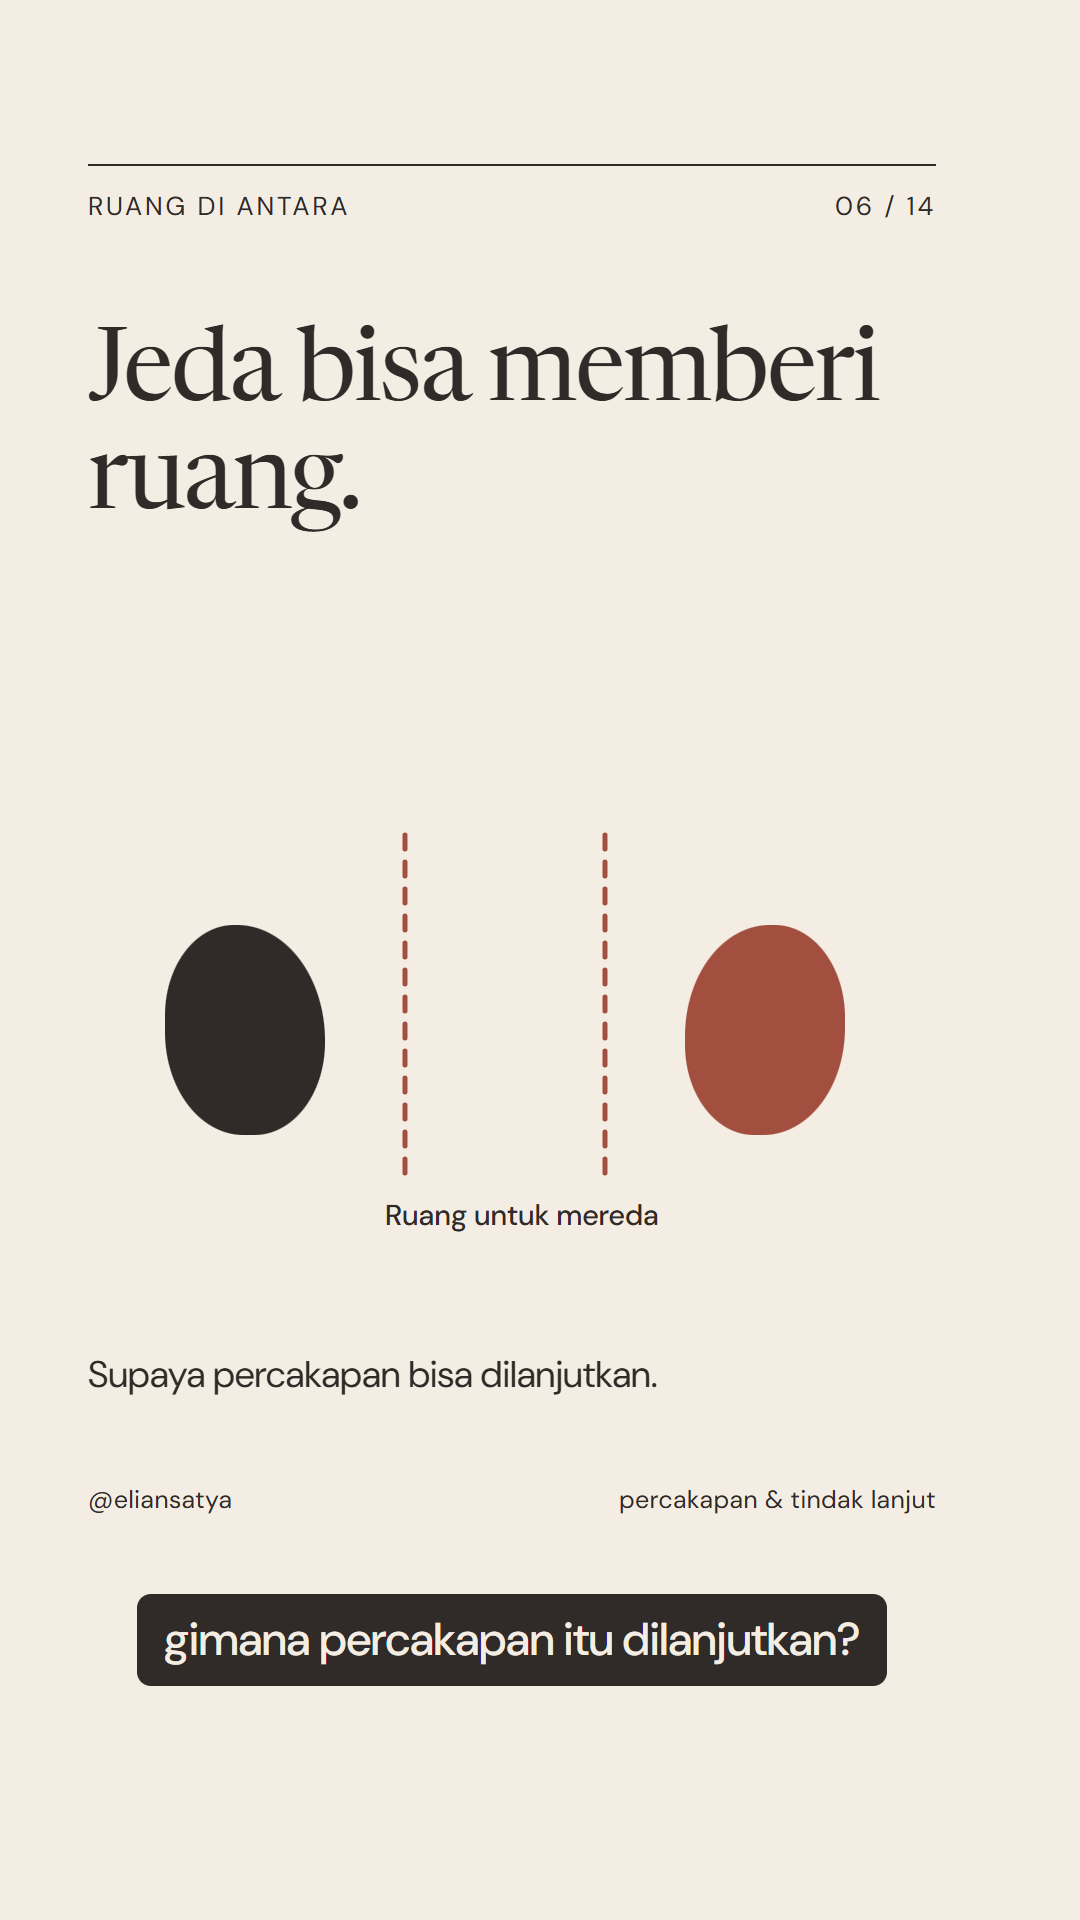 RUANG DI ANTARA
06 / 14
Jeda bisa memberi
ruang.
Ruang untuk mereda
Supaya percakapan bisa dilanjutkan.
@eliansatya
percakapan & tindak lanjut
gimana percakapan itu dilanjutkan?